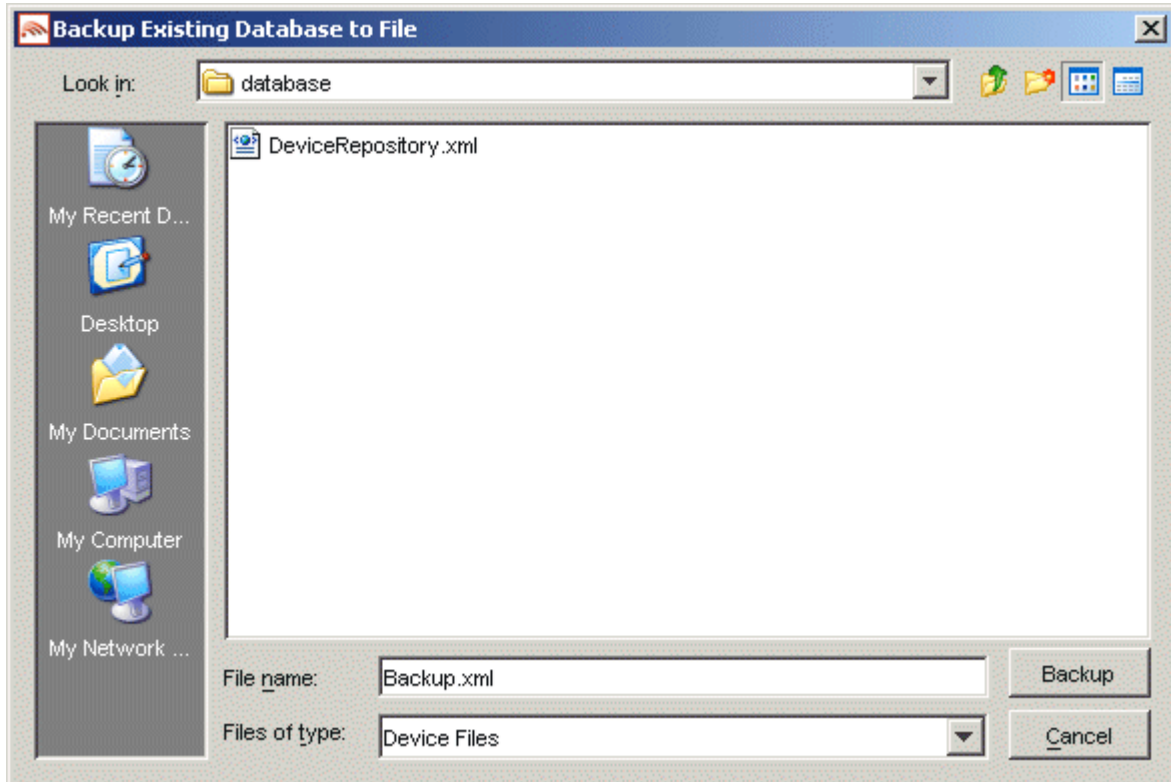 Backup Existing Database to File
Look in:
database
DeviceRepository.xml
My Recent D...
Desktop
My Documents
My Computer
My Network ...
File name:
Backup.xml
Backup
Files of type:
Device Files
Cancel